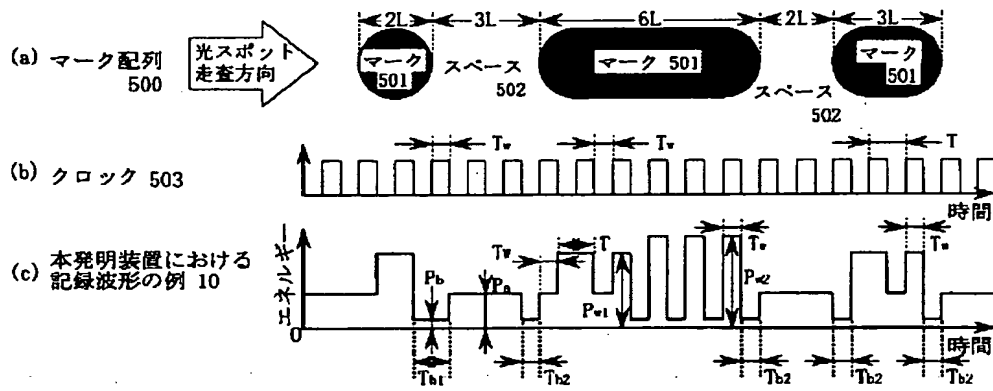 2L 3L 6L 2L 3L
(a) マーク配列 500
光スポット 走査方向
マーク 501
スペース 502
マーク 501
スペース 502
マーク 501
Tw Tw T
(b) クロック 503
時間
エネルギー
(c) 本発明装置における
記録波形の例 10
Tw T Tw Tw
Pb Pa Pw1 Pw2
0
時間
Tb1 Tb2 Tb2 Tb2 Tb2